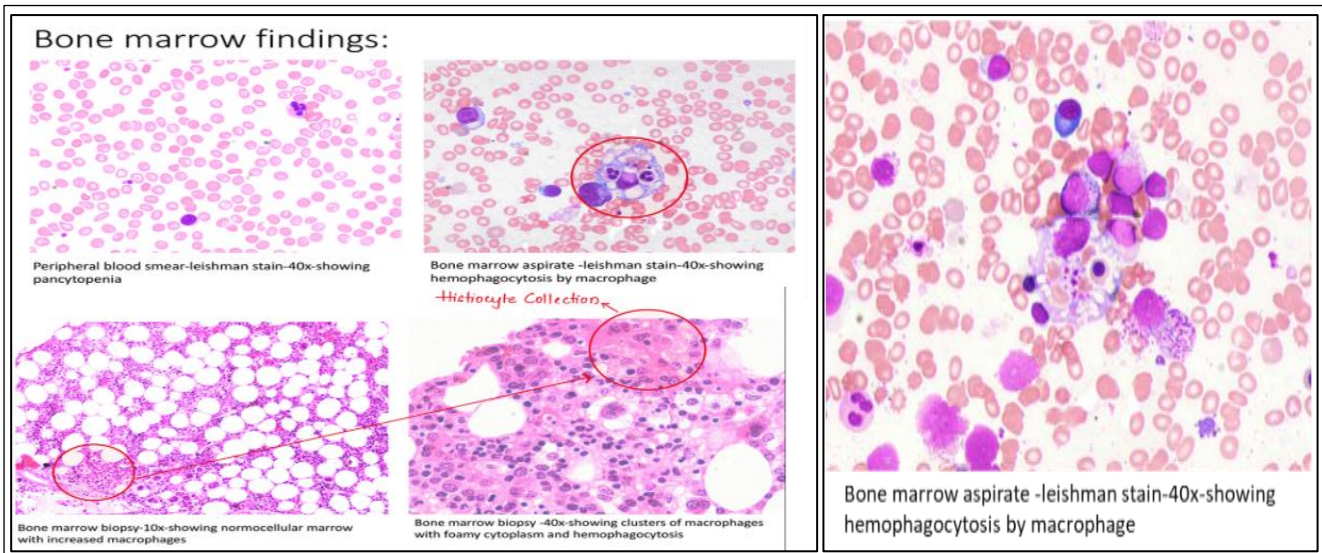 Bone marrow findings:
Peripheral blood smear-leishman stain-40x-showing
pancytopenia
Bone marrow aspirate -leishman stain-40x-showing
hemophagocytosis by macrophage
Histiocyte Collection
Bone marrow biopsy-10x-showing normocellular marrow
with increased macrophages
Bone marrow biopsy -40x-showing clusters of macrophages
with foamy cytoplasm and hemophagocytosis
Bone marrow aspirate -leishman stain-40x-showing
hemophagocytosis by macrophage